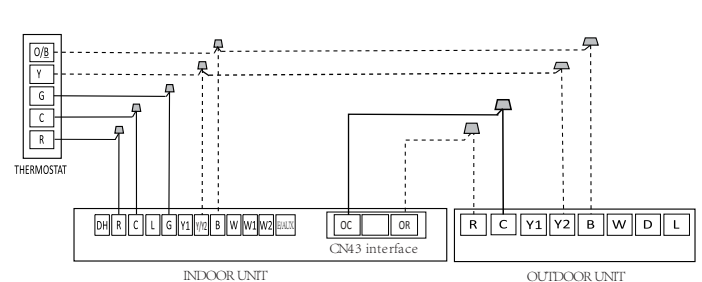 O/B
Y
G
C
R
THERMOSTAT
DH R C L G Y1 Y/Y2 B W W1 W2
OC OR
R C Y1 Y2 B W D L
CN43 interface
INDOOR UNIT
OUTDOOR UNIT